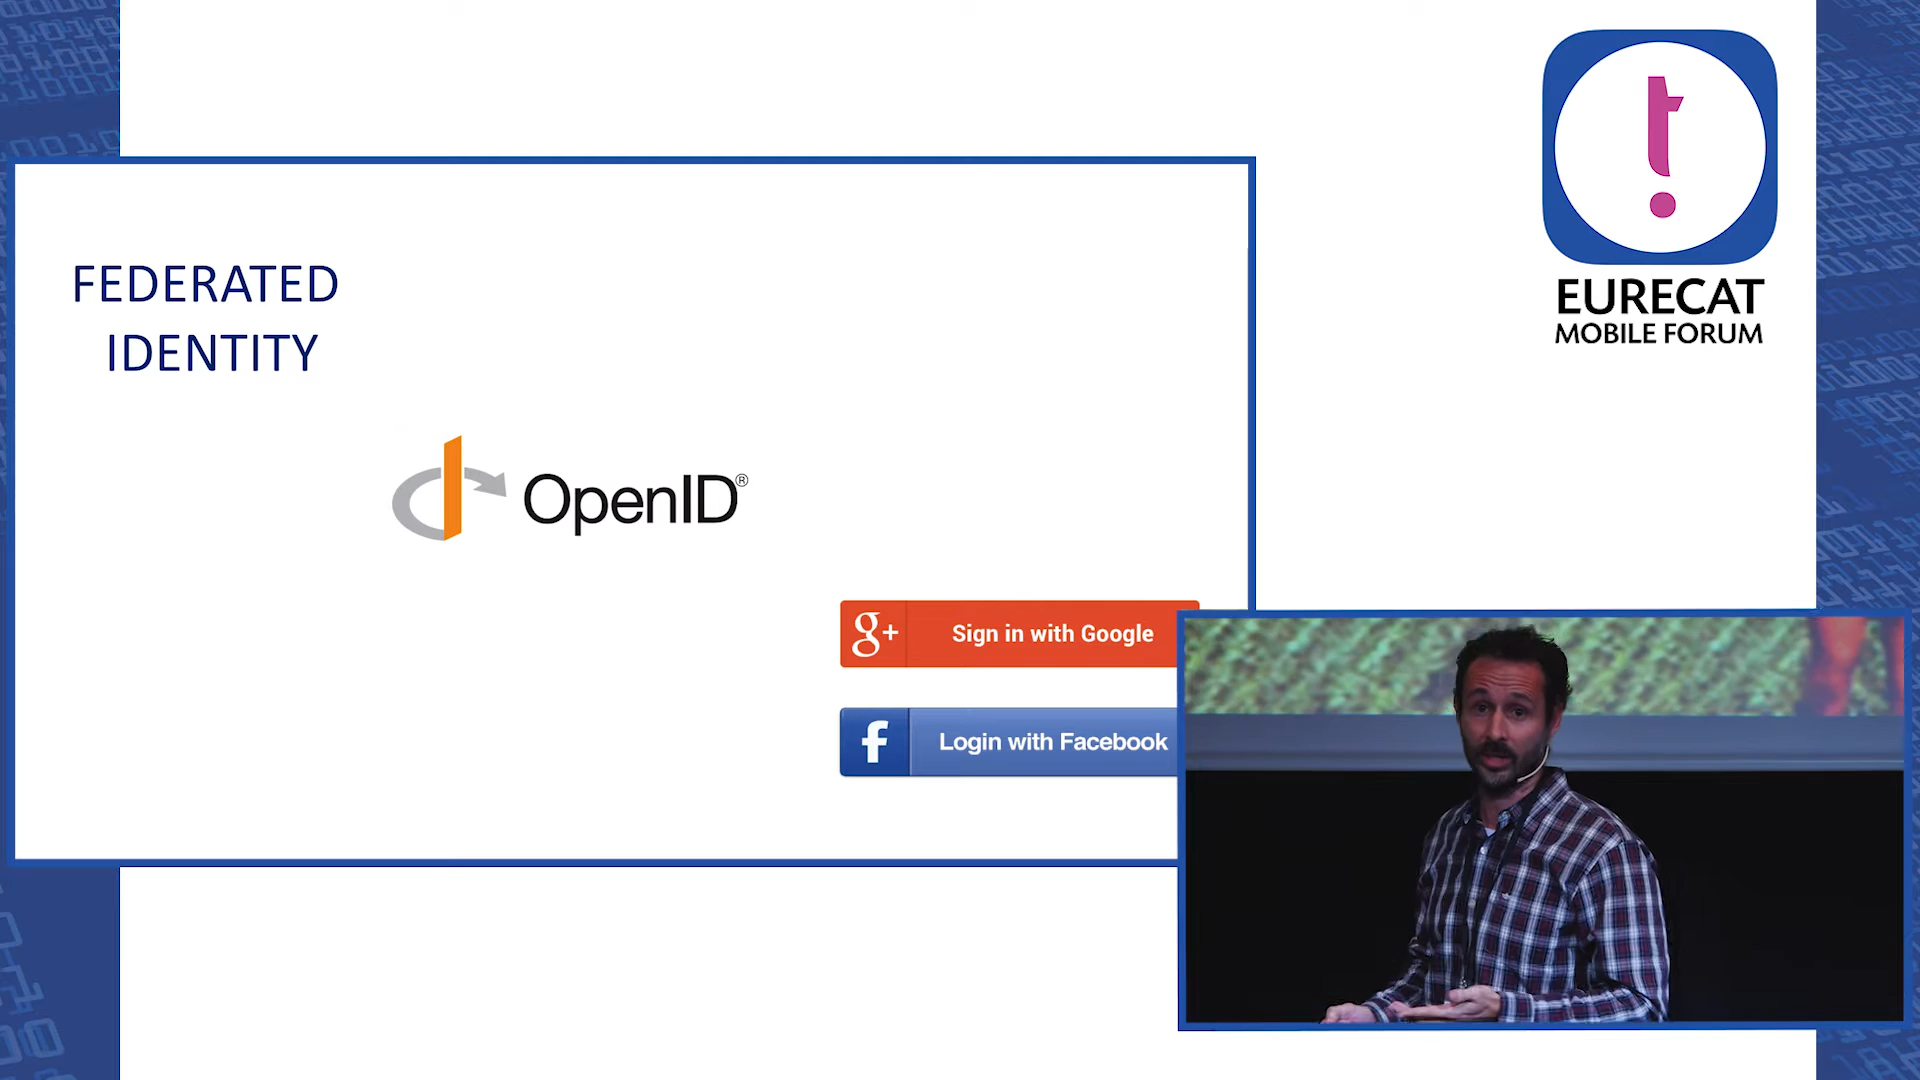 FEDERATED
IDENTITY
OpenID®
g+ Sign in with Google
f Login with Facebook
EURECAT
MOBILE FORUM